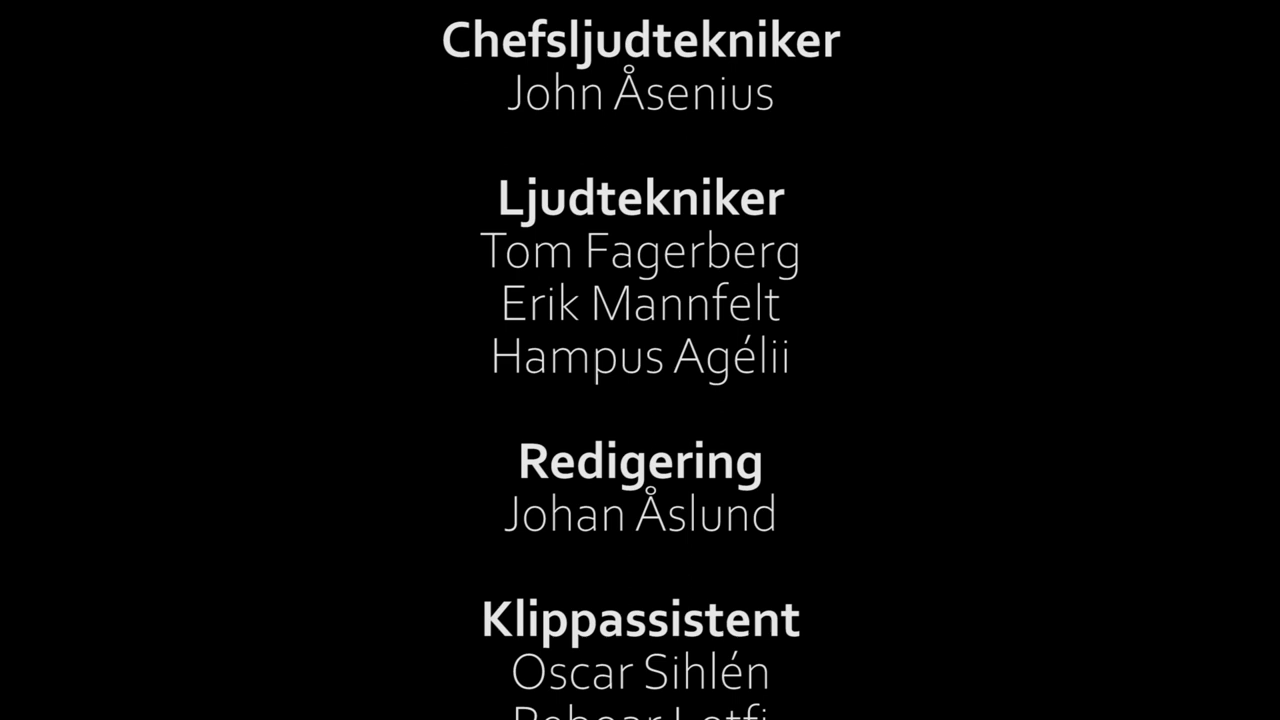 Chefsljudtekniker
John Åsenius
Ljudtekniker
Tom Fagerberg
Erik Mannfelt
Hampus Agélii
Redigering
Johan Åslund
Klippassistent
Oscar Sihlén